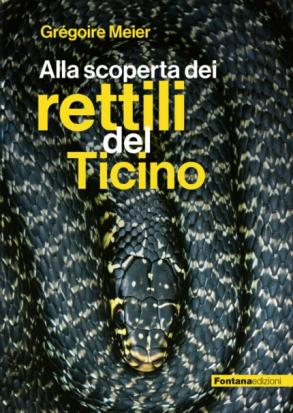 Grégoire Meier
Alla scoperta dei
rettili
del
Ticino
Fontanaedizioni